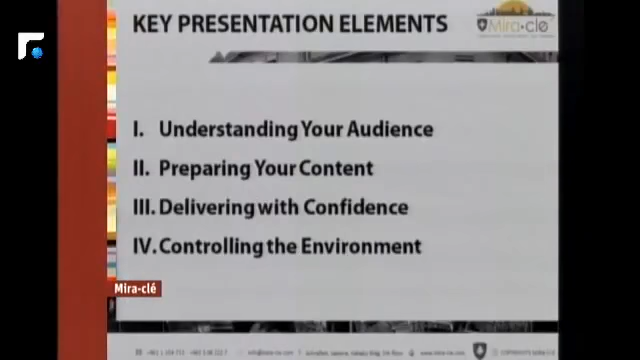 KEY PRESENTATION ELEMENTS
Mira•clé
I. Understanding Your Audience
II. Preparing Your Content
III. Delivering with Confidence
IV. Controlling the Environment
Mira-clé